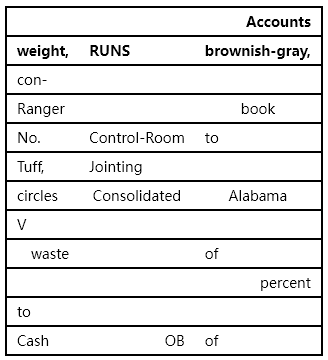 Accounts
weight, RUNS brownish-gray,
con-
Ranger book
No. Control-Room to
Tuff, Jointing
circles Consolidated Alabama
V
waste of
percent
to
Cash OB of